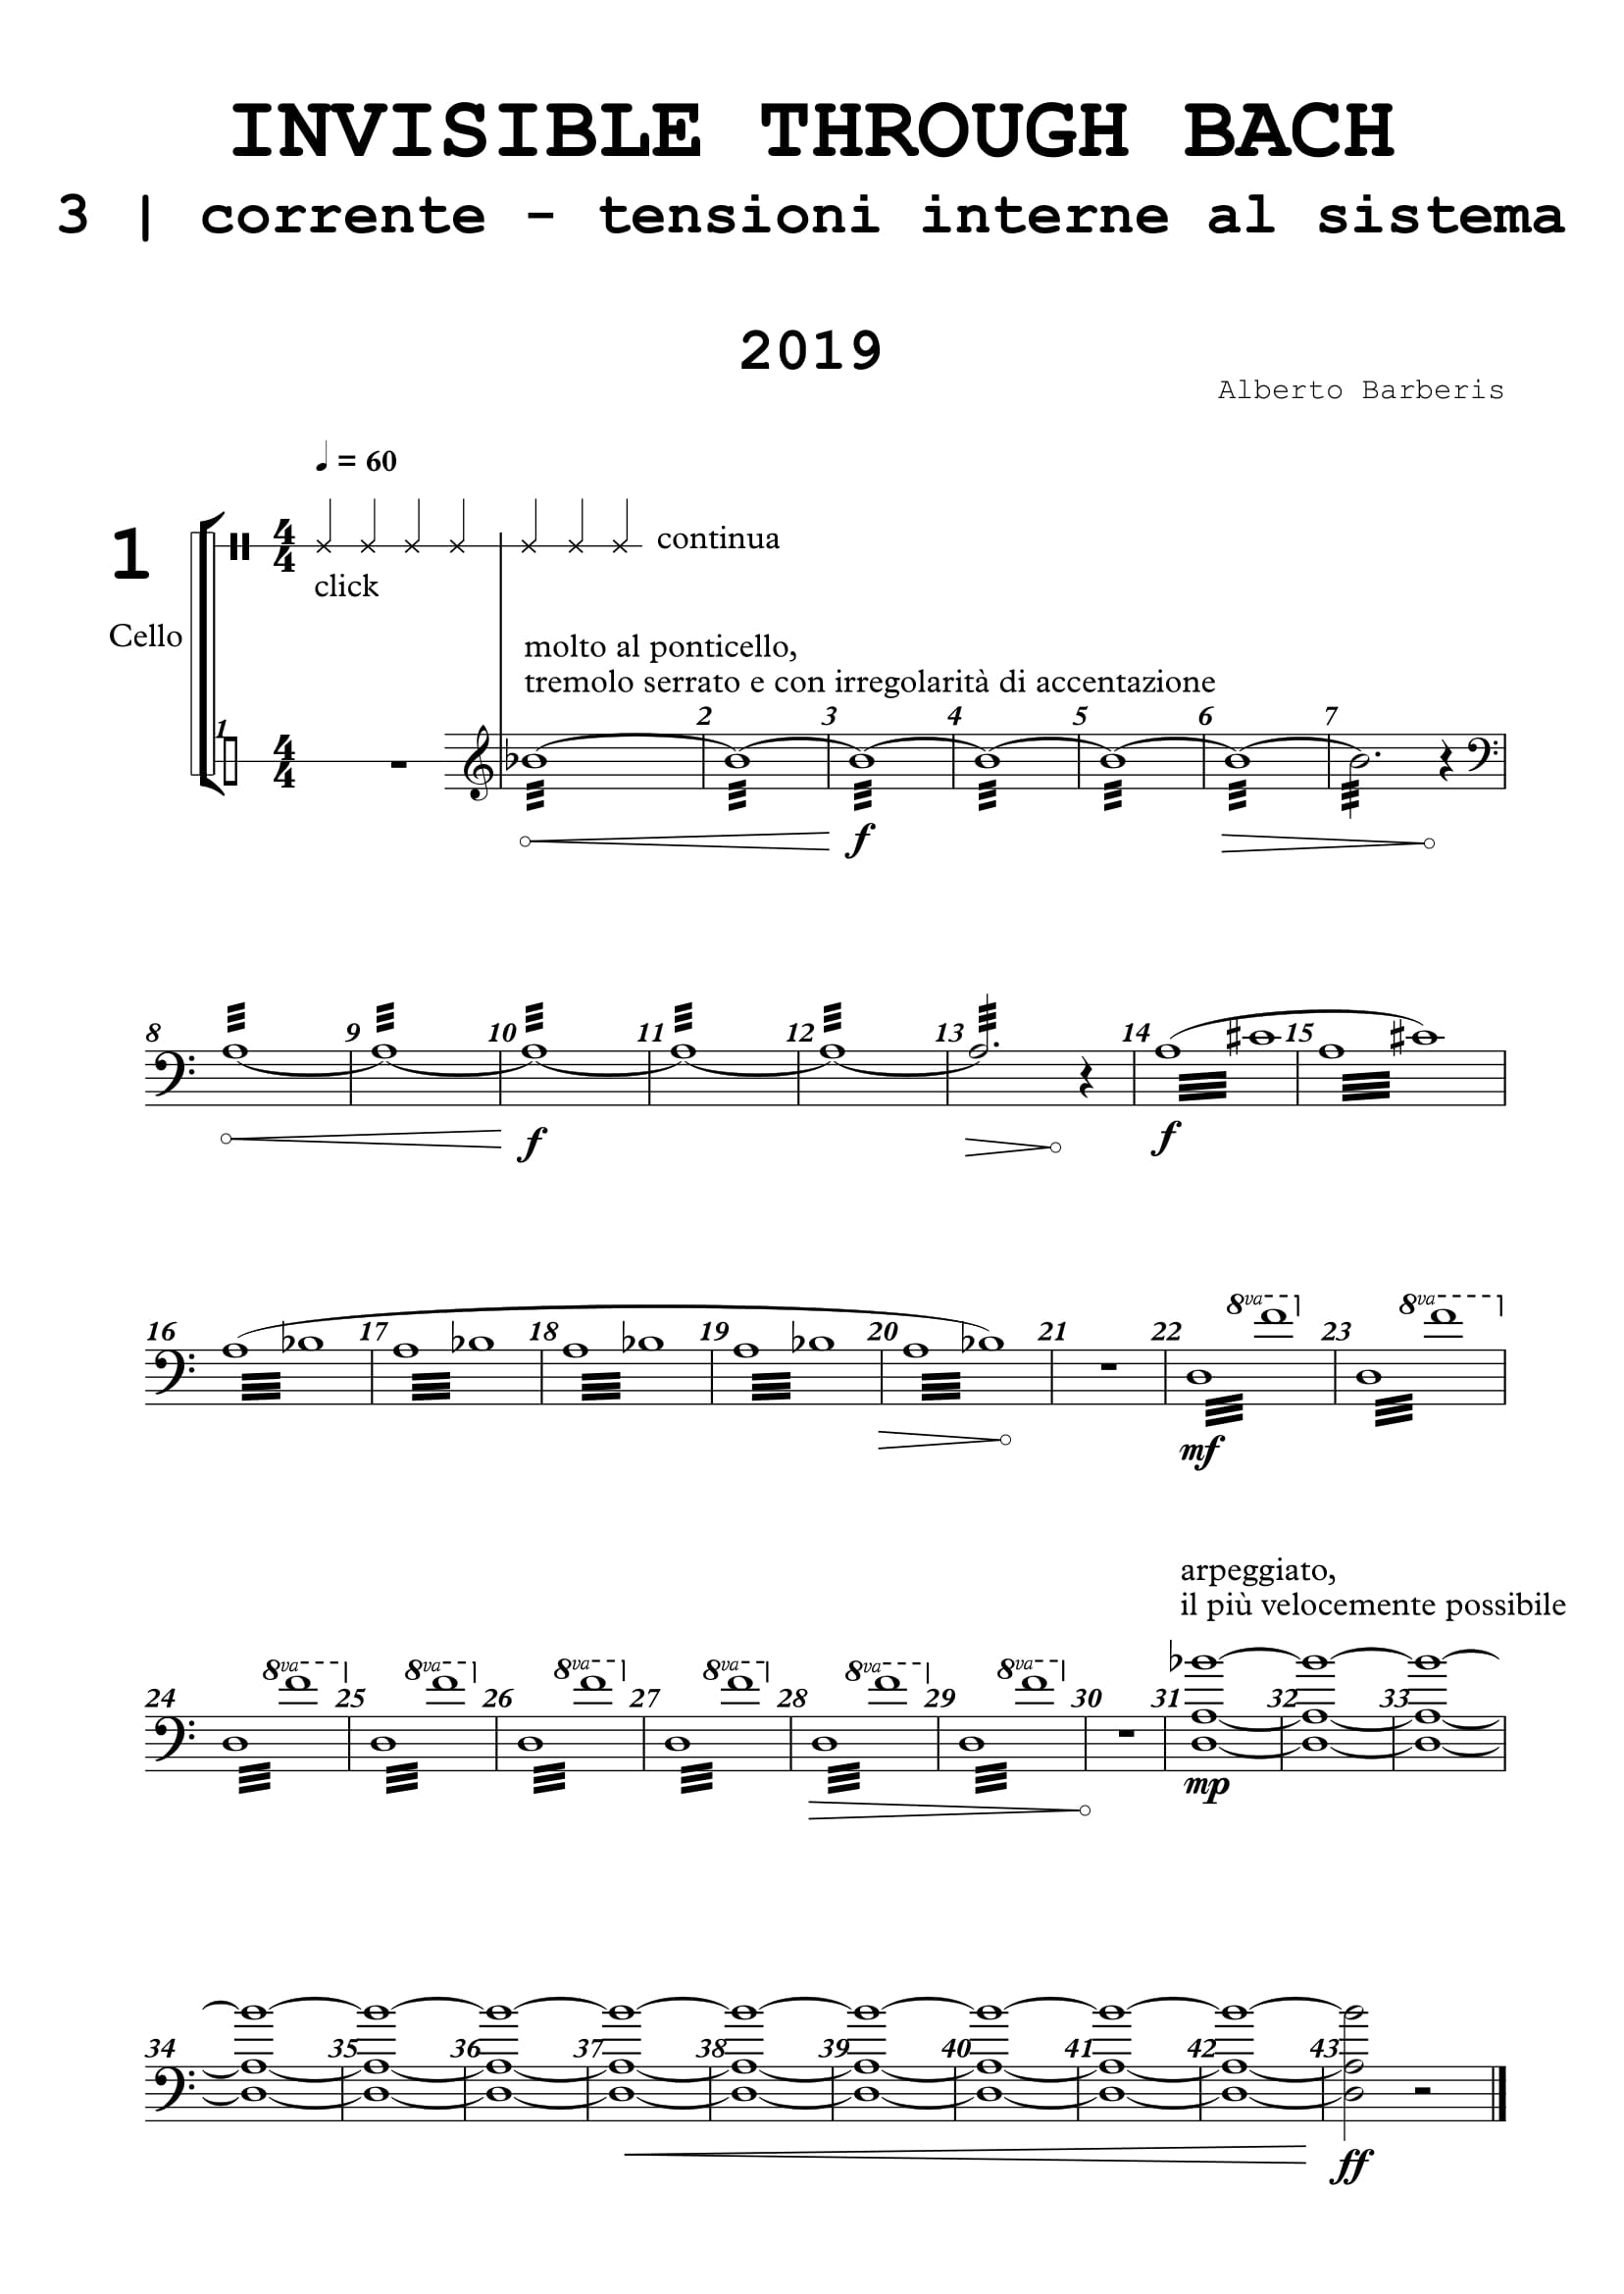 INVISIBLE THROUGH BACH
3 | corrente - tensioni interne al sistema
2019
Alberto Barberis
= 60
1
4
4
continua
click
Cello
molto al ponticello,
tremolo serrato e con irregolarità di accentazione
1 2 3 4 5 6 7
4
4
f
8 9 10 11 12 13 14 15
f f
8va 8va
16 17 18 19 20 21 22 23
mf
arpeggiato,
il più velocemente possibile
8va 8va 8va 8va 8va 8va
24 25 26 27 28 29 30 31 32 33
mp
34 35 36 37 38 39 40 41 42 43
ff